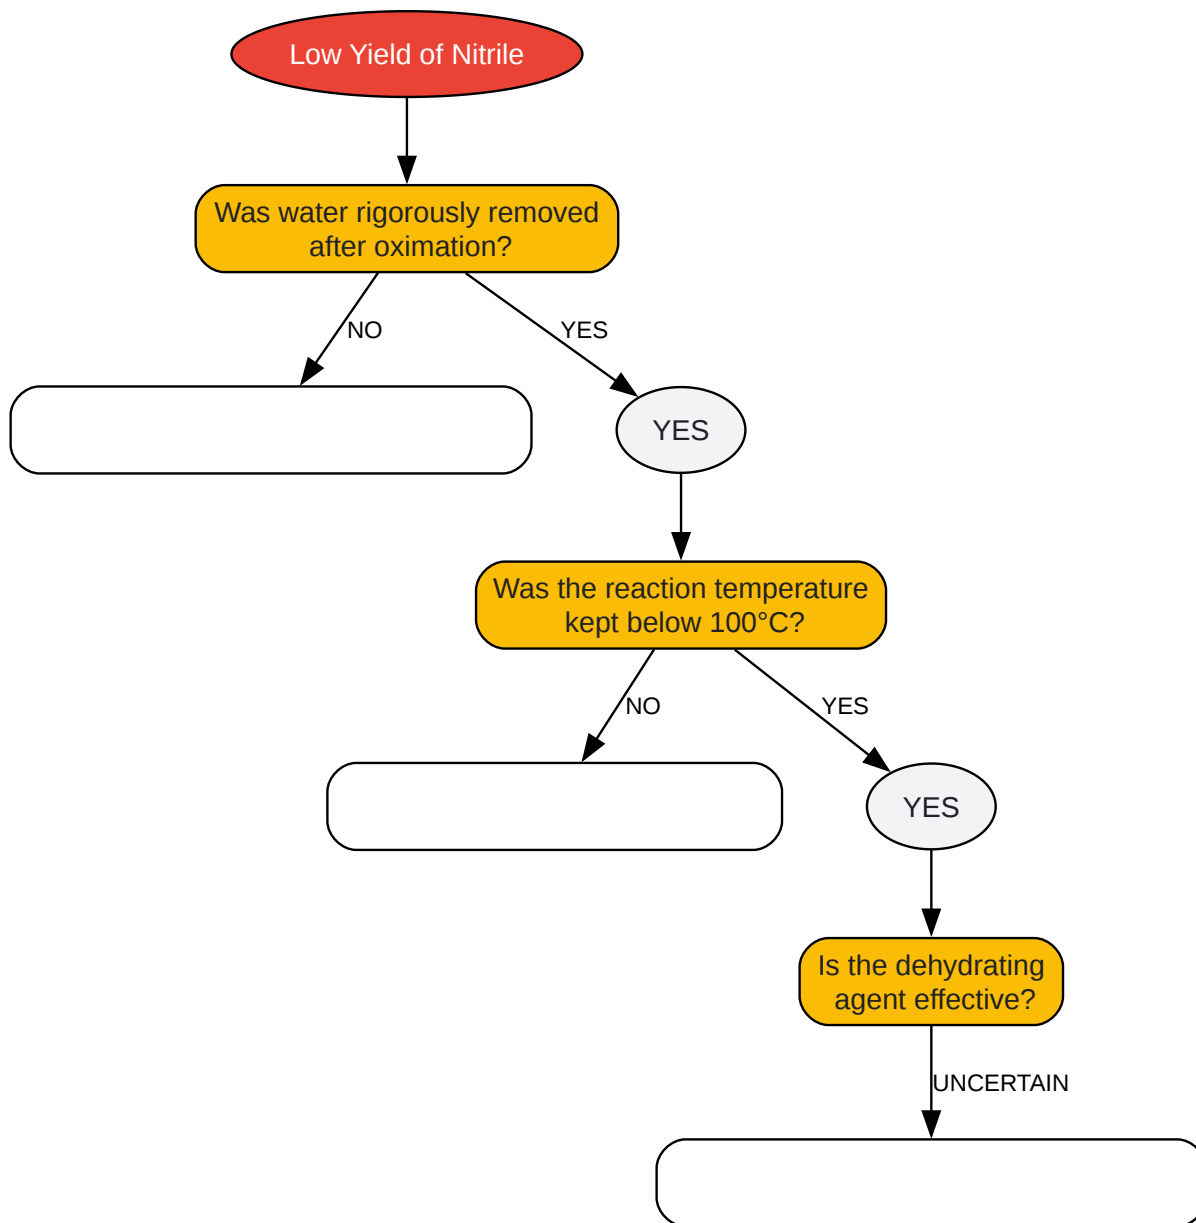 Low Yield of Nitrile
Was water rigorously removed
after oximation?
NO
YES
YES
Was the reaction temperature
kept below 100°C?
NO
YES
YES
Is the dehydrating
agent effective?
UNCERTAIN